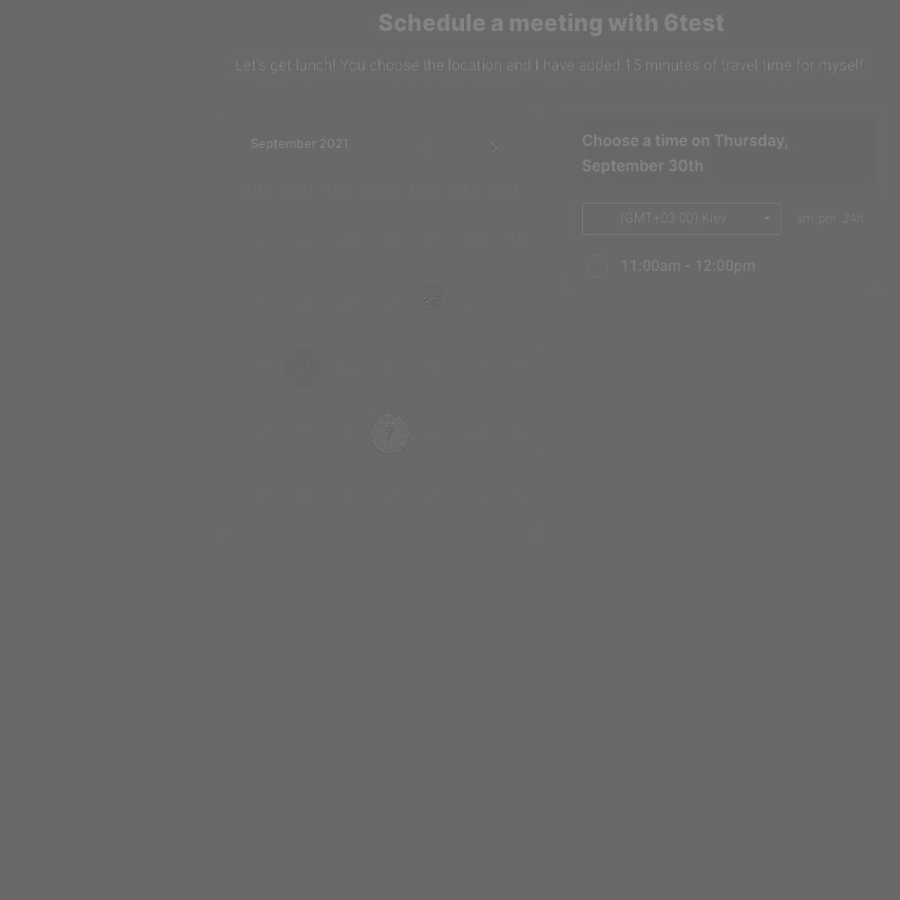 Schedule a meeting with 6test
Let's get lunch! You choose the location and I have added 15 minutes of travel time for myself.
September 2021
Choose a time on Thursday,
September 30th
(GMT+03:00) Kiev
am/pm 24h
11:00am - 12:00pm
7